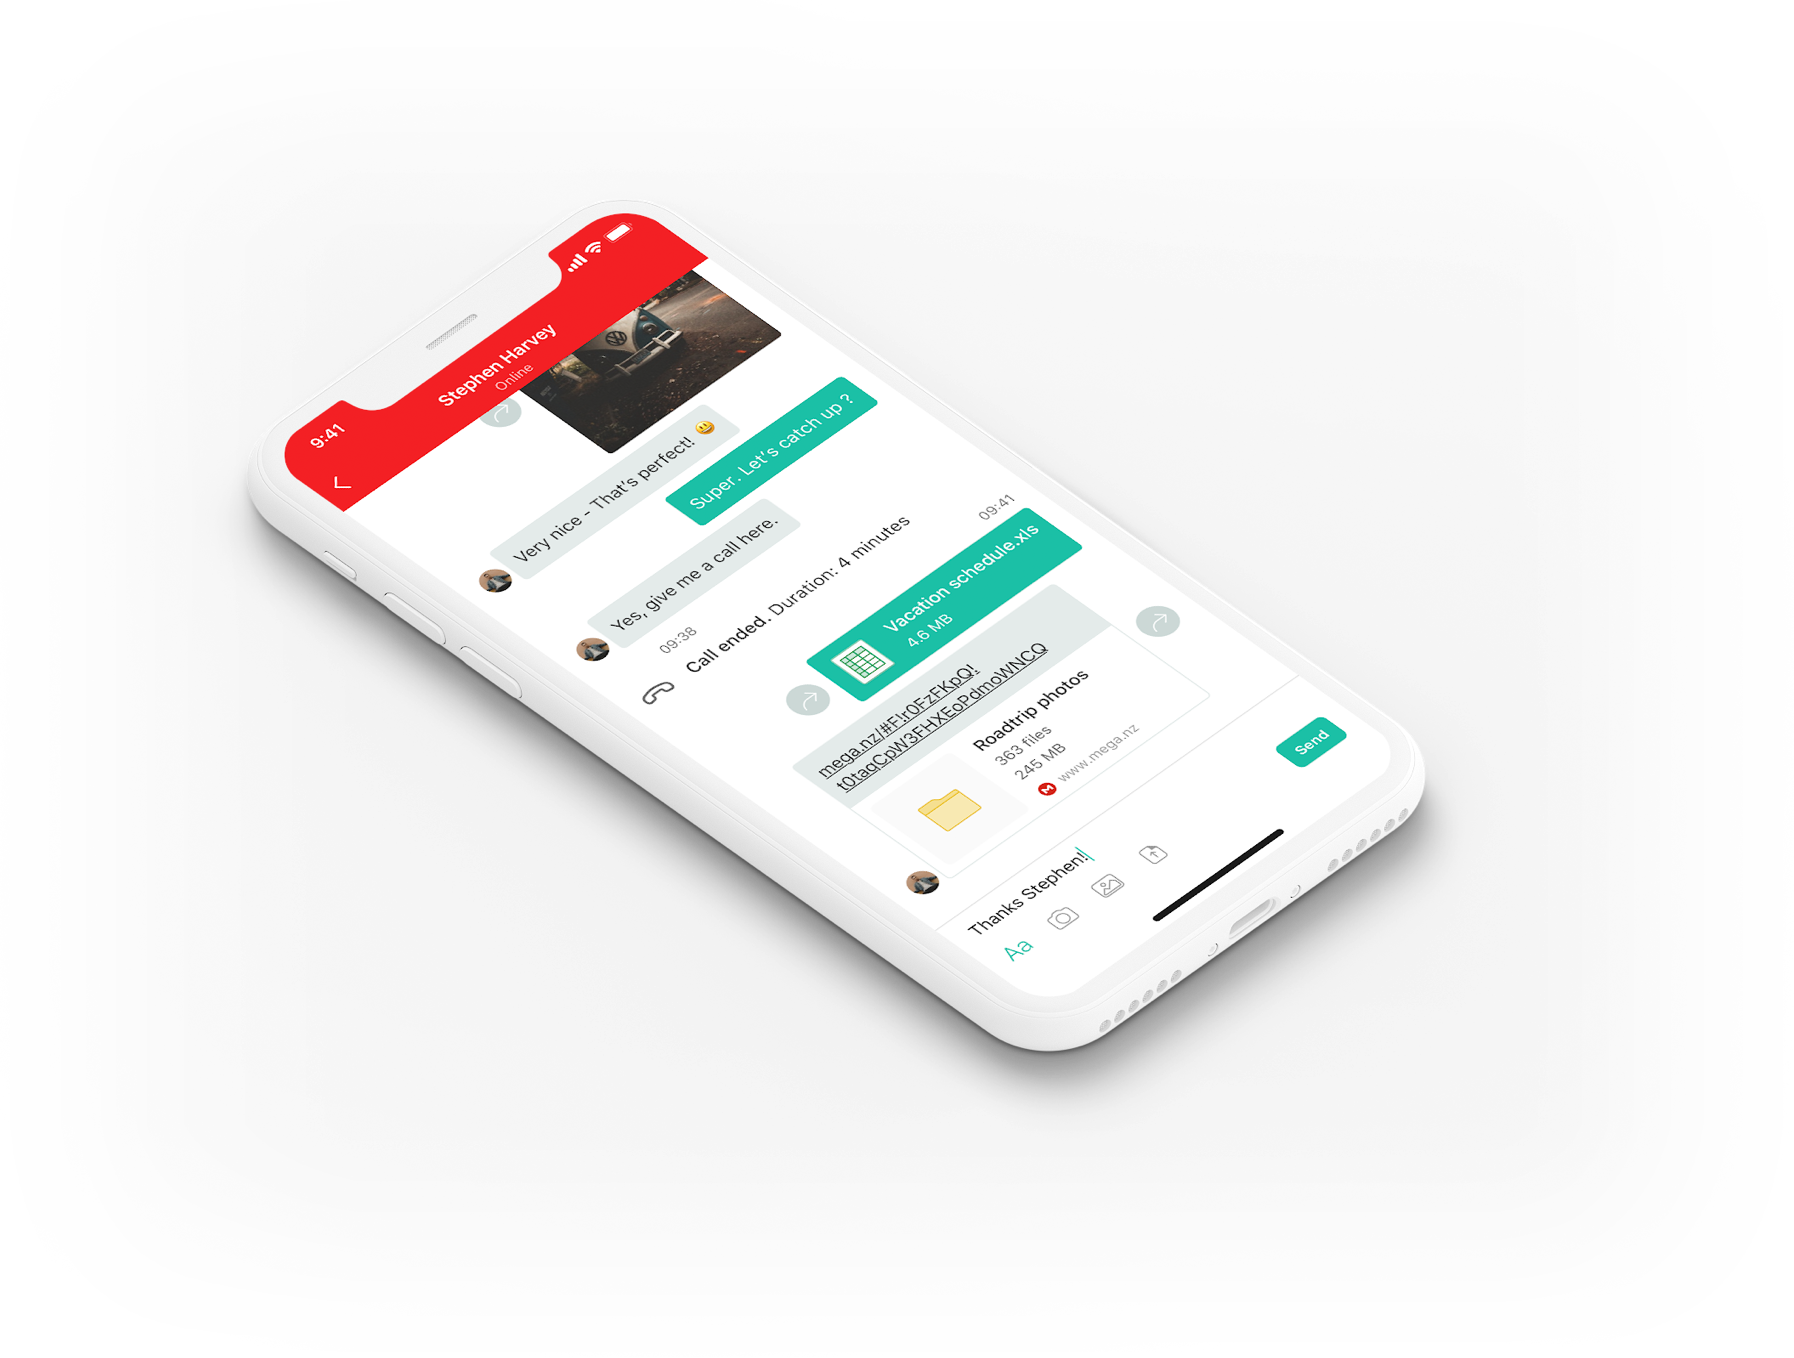 9:41
Stephen Harvey
Online
Very nice - That's perfect! 😃
Super. Let's catch up ?
Yes, give me a call here.
09:38
Call ended. Duration: 4 minutes
09:41
Vacation schedule.xls
4.6 MB
mega.nz/#F!r0FzFKpQ!
t0taqCpW3FHXEoPdmoWNCQ
Roadtrip photos
363 files
245 MB
M www.mega.nz
Thanks Stephen!
Send
Aa